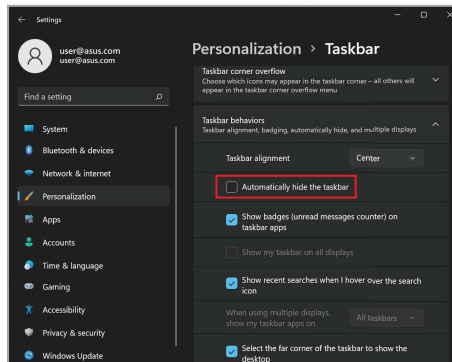 Settings
user@asus.com
user@asus.com
Find a setting
System
Bluetooth & devices
Network & internet
Personalization
Apps
Accounts
Time & language
Gaming
Accessibility
Privacy & security
Windows Update
Personalization > Taskbar
Taskbar corner overflow
Choose which icons may appear in the taskbar corner – all others will
appear in the taskbar corner overflow menu
Taskbar behaviors
Taskbar alignment, badging, automatically hide, and multiple displays
Taskbar alignment
Center
Automatically hide the taskbar
Show badges (unread messages counter) on
taskbar apps
Show my taskbar on all displays
Show recent searches when I hover over the search
icon
When using multiple displays,
show my taskbar apps on
All taskbars
Select the far corner of the taskbar to show the
desktop